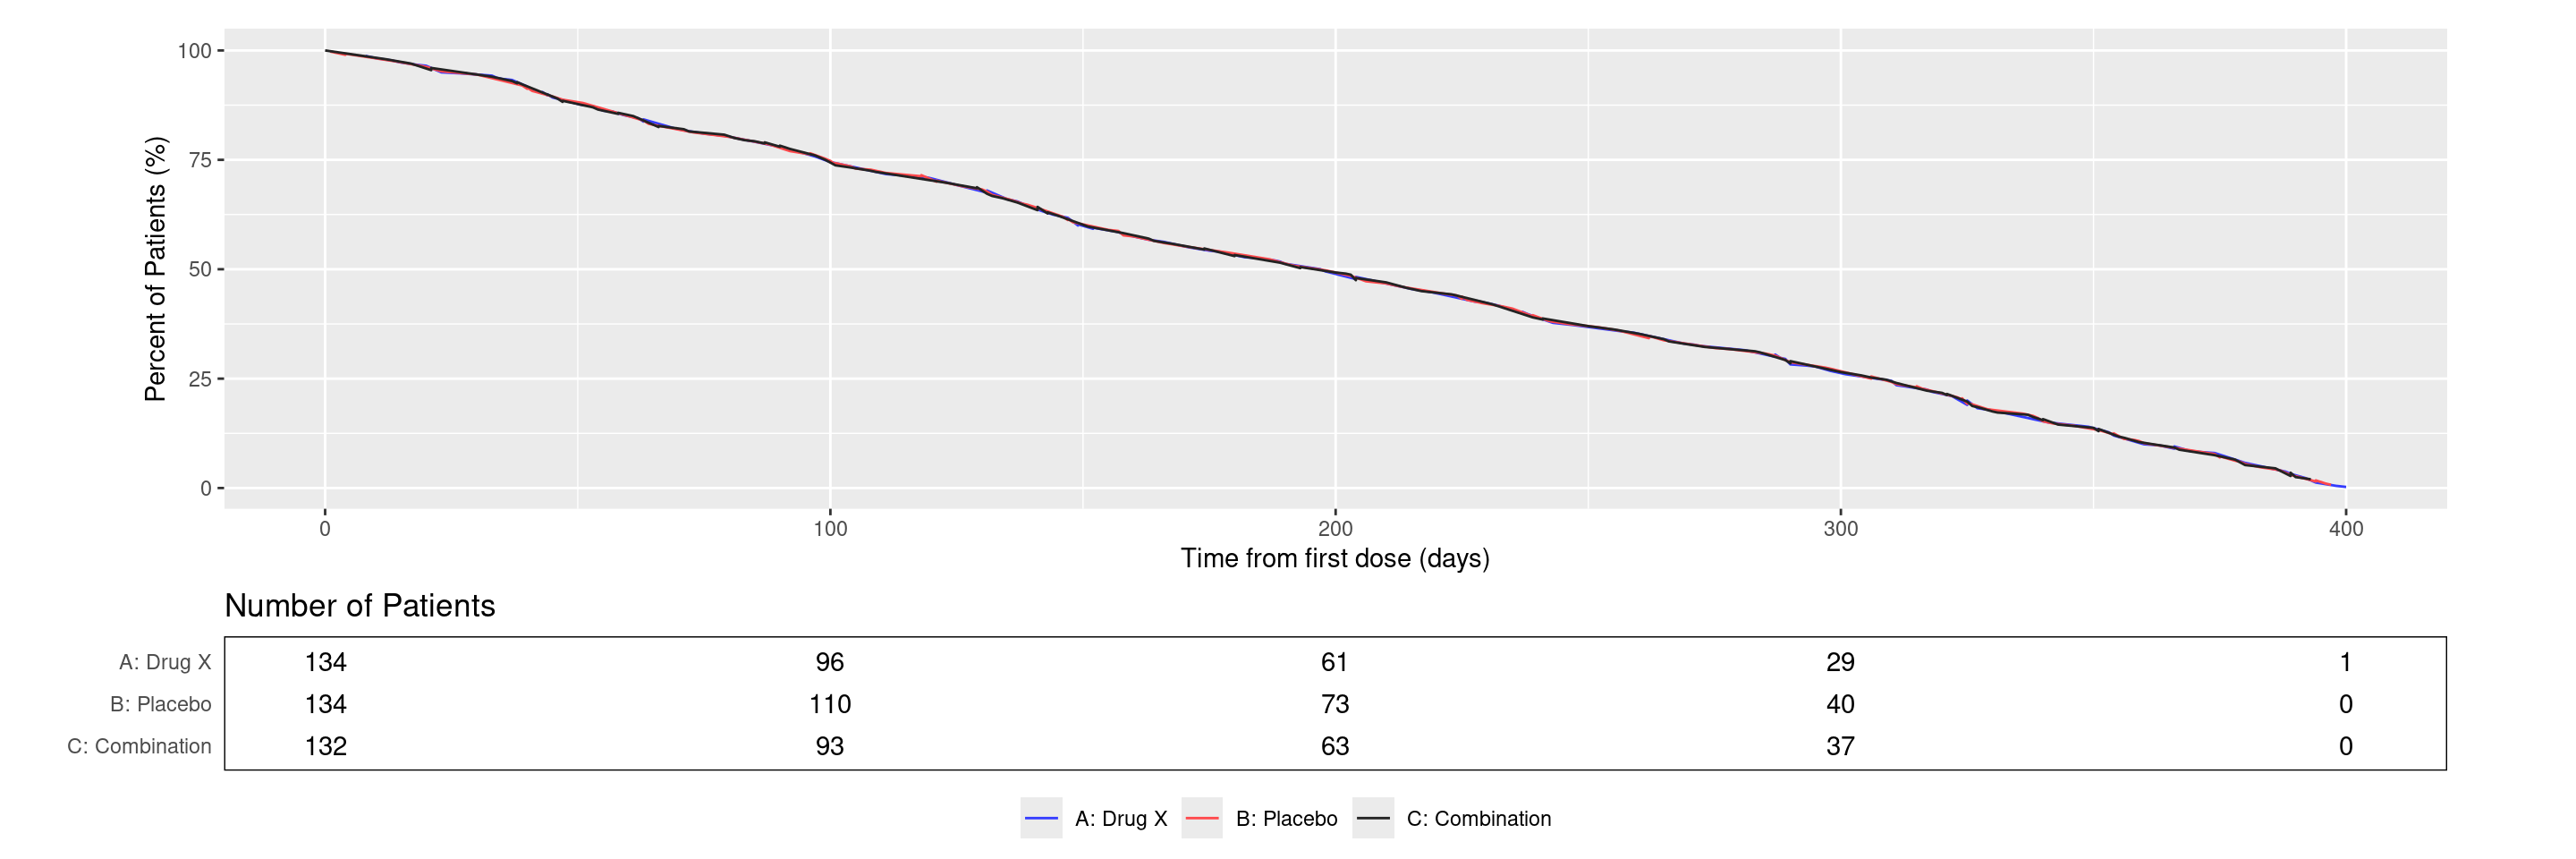 Percent of Patients (%)
100
75
50
25
0
0 100 200 300 400
Time from first dose (days)
Number of Patients
A: Drug X 134 96 61 29 1
B: Placebo 134 110 73 40 0
C: Combination 132 93 63 37 0
A: Drug X B: Placebo C: Combination